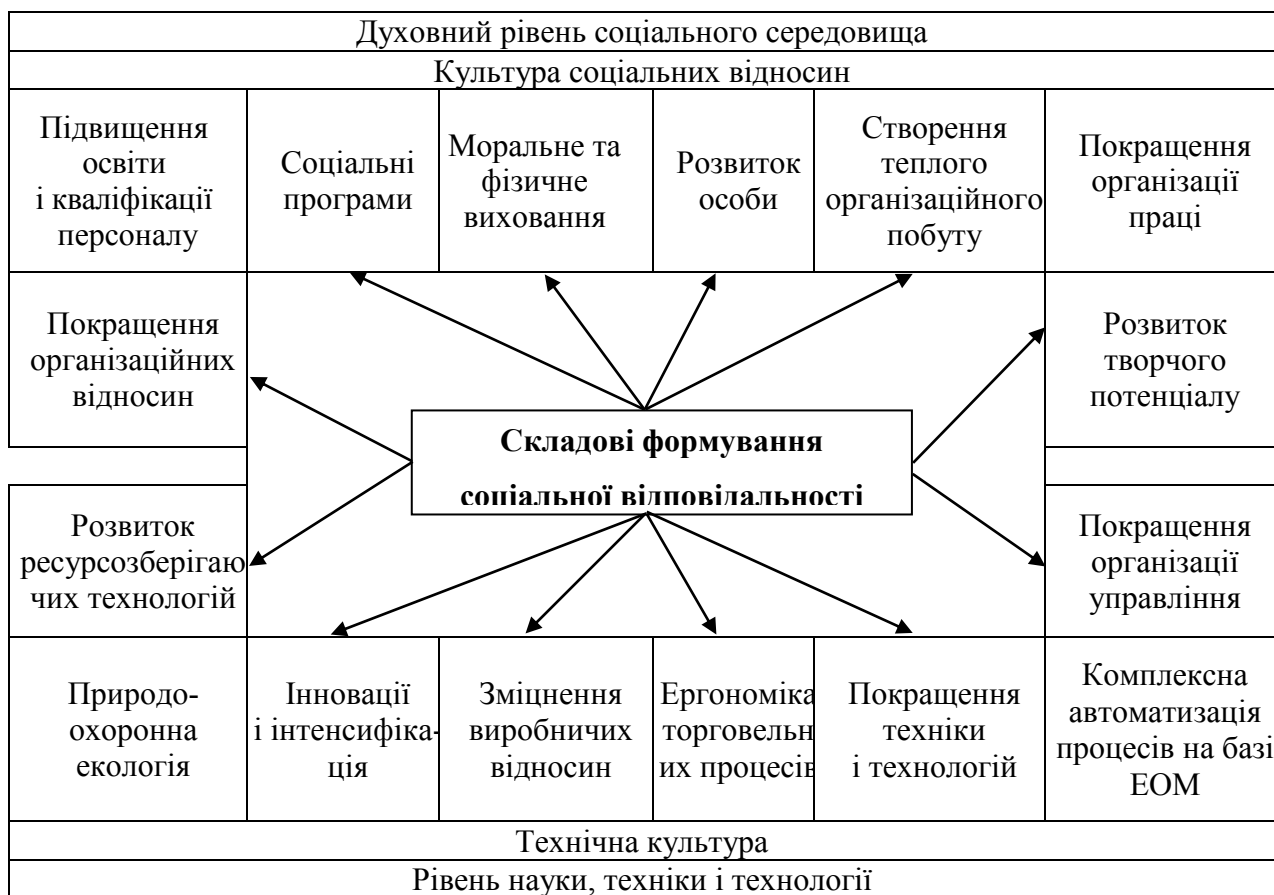 Духовний рівень соціального середовища
Культура соціальних відносин
Підвищення
освіти
і кваліфікації
персоналу
Соціальні
програми
Моральне та
фізичне
виховання
Розвиток
особи
Створення
теплого
організаційного
побуту
Покращення
організації
праці
Покращення
організаційних
відносин
Розвиток
творчого
потенціалу
Складові формування
соціальної відповідальності
Розвиток
ресурсозберігаю
чих технологій
Покращення
організації
управління
Природо-
охоронна
екологія
Інновації
і інтенсифіка-
ція
Зміцнення
виробничих
відносин
Ергономіка
торговельн
их процесів
Покращення
техніки
і технологій
Комплексна
автоматизація
процесів на базі
ЕОМ
Технічна культура
Рівень науки, техніки і технології